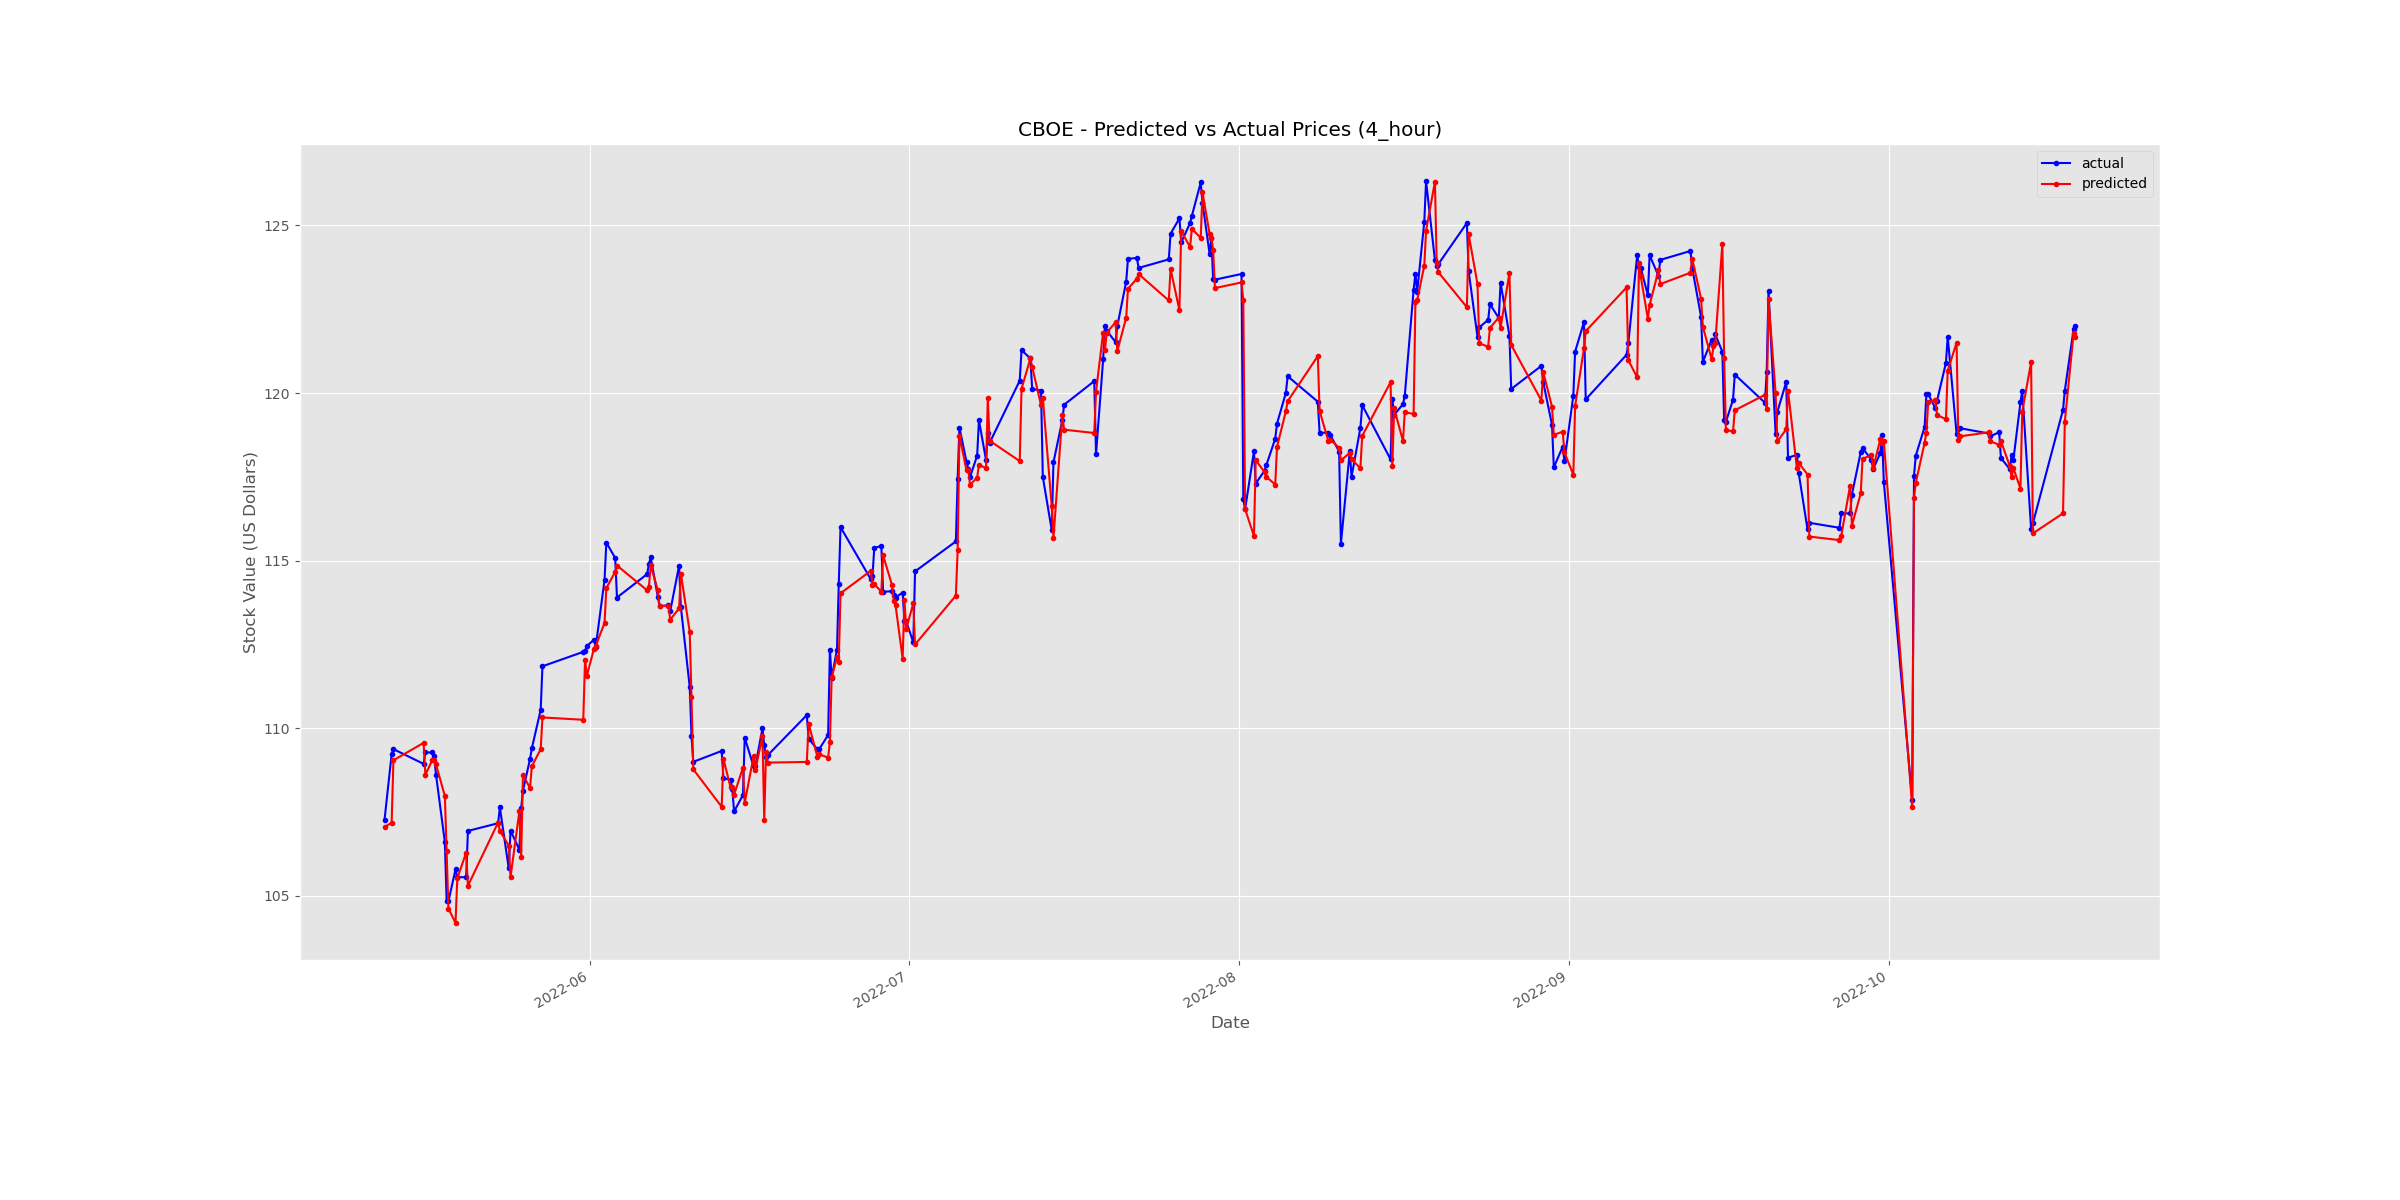 CBOE - Predicted vs Actual Prices (4_hour)
actual
predicted
125
120
115
110
105
Stock Value (US Dollars)
2022-06
2022-07
2022-08
2022-09
2022-10
Date